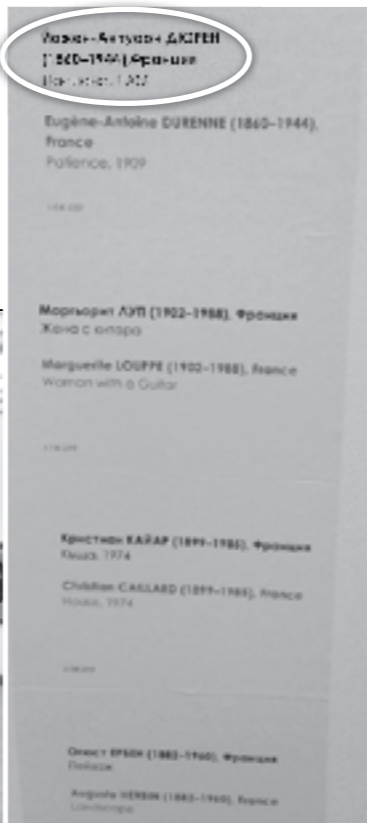 Южен-Антуан ДЮРЕН
(1860–1944) Франция
Eugène-Antoine DURENNE (1860–1944),
France
Patience, 1909
Маргьорит ЛУП (1902–1988), Франция
Жена с китара
Marguerite LOUPPE (1902–1988), France
Woman with a Guitar
Кристиан КАЙАР (1899–1985), Франция
Къща, 1974
Christian CAILLARD (1899–1985), France
House, 1974
Огюст ЕРБЕН (1882–1960), Франция
Пейзаж
Auguste HERBIN (1882–1960), France
Landscape